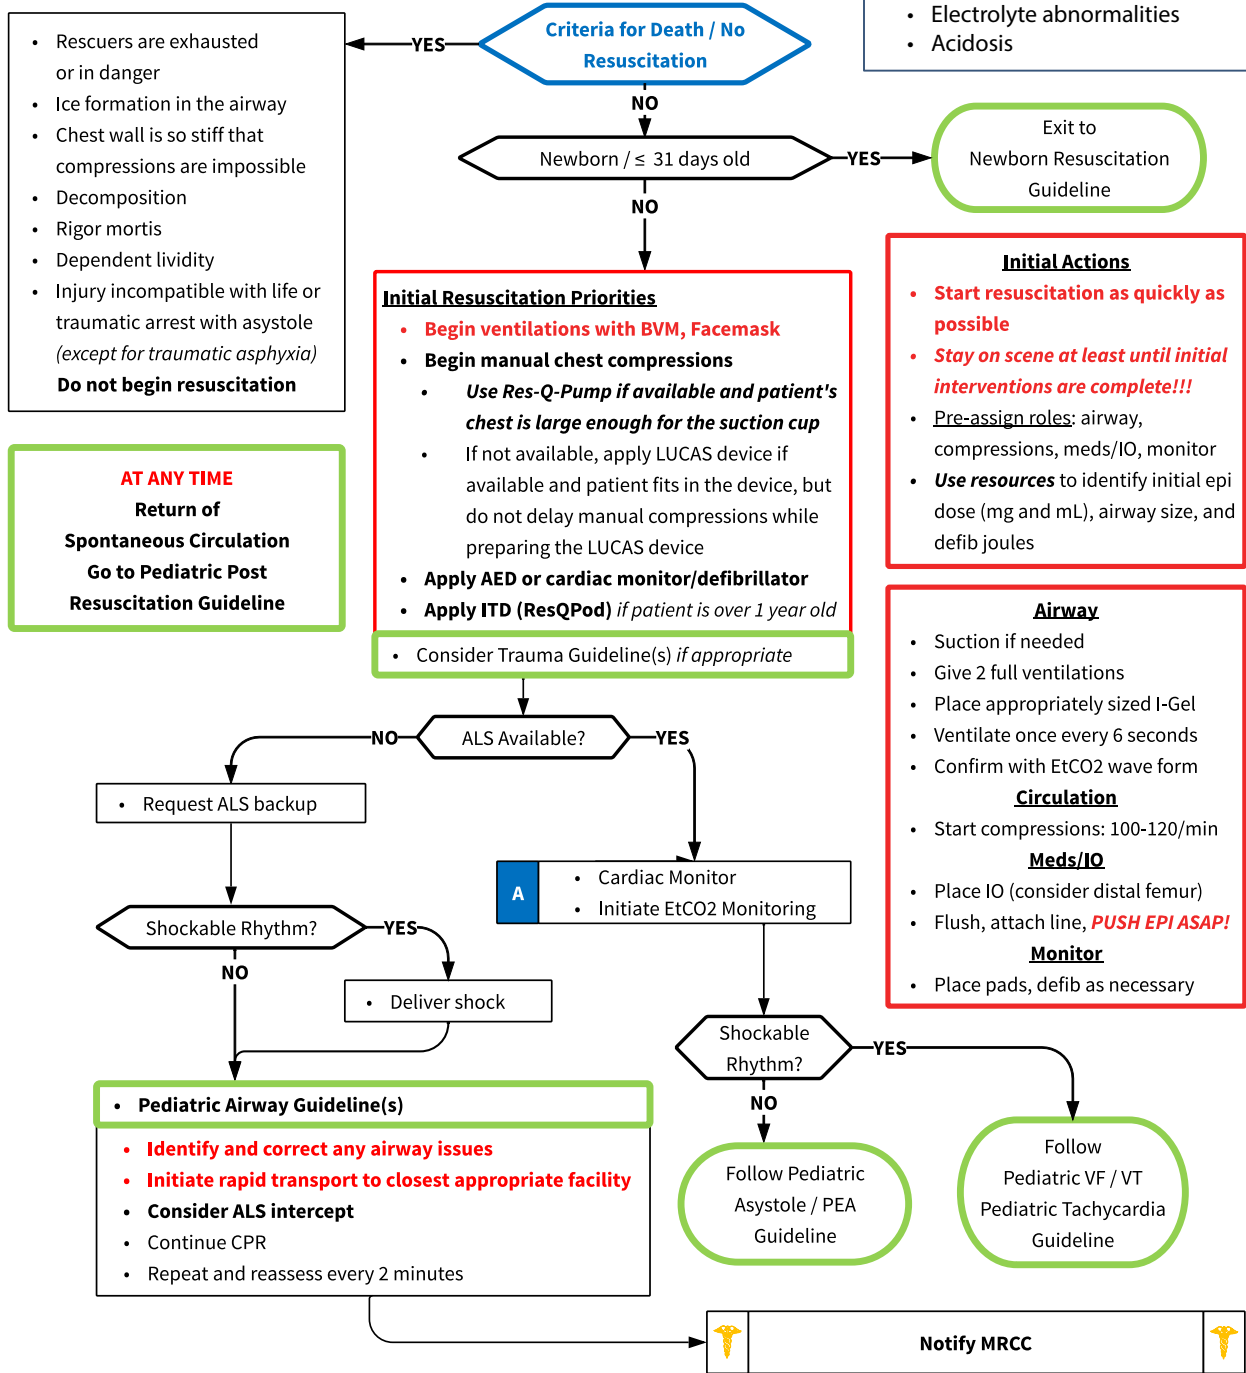 • Electrolyte abnormalities
• Acidosis
Criteria for Death / No
Resuscitation
YES
• Rescuers are exhausted
or in danger
• Ice formation in the airway
• Chest wall is so stiff that
compressions are impossible
• Decomposition
• Rigor mortis
• Dependent lividity
• Injury incompatible with life or
traumatic arrest with asystole
(except for traumatic asphyxia)
Do not begin resuscitation
NO
Newborn / ≤ 31 days old
YES
Exit to
Newborn Resuscitation
Guideline
NO
Initial Resuscitation Priorities
• Begin ventilations with BVM, Facemask
• Begin manual chest compressions
• Use Res-Q-Pump if available and patient's
chest is large enough for the suction cup
• If not available, apply LUCAS device if
available and patient fits in the device, but
do not delay manual compressions while
preparing the LUCAS device
• Apply AED or cardiac monitor/defibrillator
• Apply ITD (ResQPod) if patient is over 1 year old
• Consider Trauma Guideline(s) if appropriate
Initial Actions
• Start resuscitation as quickly as
possible
• Stay on scene at least until initial
interventions are complete!!!
• Pre-assign roles: airway,
compressions, meds/IO, monitor
• Use resources to identify initial epi
dose (mg and mL), airway size, and
defib joules
AT ANY TIME
Return of
Spontaneous Circulation
Go to Pediatric Post
Resuscitation Guideline
Airway
• Suction if needed
• Give 2 full ventilations
• Place appropriately sized I-Gel
• Ventilate once every 6 seconds
• Confirm with EtCO2 wave form
Circulation
• Start compressions: 100-120/min
Meds/IO
• Place IO (consider distal femur)
• Flush, attach line, PUSH EPI ASAP!
Monitor
• Place pads, defib as necessary
ALS Available?
NO
YES
• Request ALS backup
A
• Cardiac Monitor
• Initiate EtCO2 Monitoring
Shockable Rhythm?
YES
NO
• Deliver shock
Shockable
Rhythm?
YES
NO
• Pediatric Airway Guideline(s)
• Identify and correct any airway issues
• Initiate rapid transport to closest appropriate facility
• Consider ALS intercept
• Continue CPR
• Repeat and reassess every 2 minutes
Follow Pediatric
Asystole / PEA
Guideline
Follow
Pediatric VF / VT
Pediatric Tachycardia
Guideline
Notify MRCC